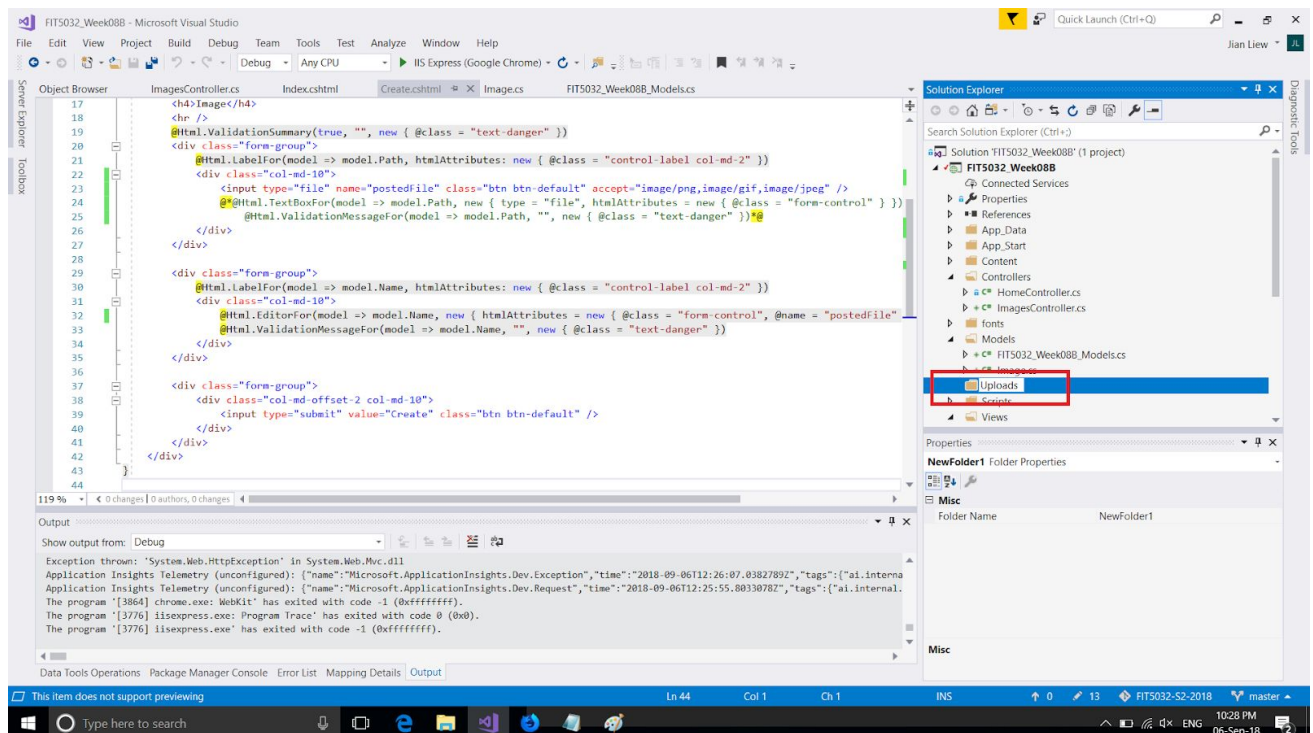 FIT5032_Week08B - Microsoft Visual Studio
Quick Launch (Ctrl+Q)
File Edit View Project Build Debug Team Tools Test Analyze Window Help
Jian Liew JL
Debug Any CPU IIS Express (Google Chrome)
Server Explorer
Toolbox
Object Browser ImagesController.cs Index.cshtml Create.cshtml Image.cs FIT5032_Week08B_Models.cs
17 <h4>Image</h4>
18 <hr />
19 @Html.ValidationSummary(true, "", new { @class = "text-danger" })
20 <div class="form-group">
21 @Html.LabelFor(model => model.Path, htmlAttributes: new { @class = "control-label col-md-2" })
22 <div class="col-md-10">
23 <input type="file" name="postedFile" class="btn btn-default" accept="image/png,image/gif,image/jpeg" />
24 @*@Html.TextBoxFor(model => model.Path, new { type = "file", htmlAttributes = new { @class = "form-control" } })
25 @Html.ValidationMessageFor(model => model.Path, "", new { @class = "text-danger" })*@
26 </div>
27 </div>
28
29 <div class="form-group">
30 @Html.LabelFor(model => model.Name, htmlAttributes: new { @class = "control-label col-md-2" })
31 <div class="col-md-10">
32 @Html.EditorFor(model => model.Name, new { htmlAttributes = new { @class = "form-control", @name = "postedFile"
33 @Html.ValidationMessageFor(model => model.Name, "", new { @class = "text-danger" })
34 </div>
35 </div>
36
37 <div class="form-group">
38 <div class="col-md-offset-2 col-md-10">
39 <input type="submit" value="Create" class="btn btn-default" />
40 </div>
41 </div>
42 </div>
43 }
44
119 % 0 changes | 0 authors, 0 changes
Output
Show output from: Debug
Exception thrown: 'System.Web.HttpException' in System.Web.Mvc.dll
Application Insights Telemetry (unconfigured): {"name":"Microsoft.ApplicationInsights.Dev.Exception","time":"2018-09-06T12:26:07.0382789Z","tags":{"ai.interna
Application Insights Telemetry (unconfigured): {"name":"Microsoft.ApplicationInsights.Dev.Request","time":"2018-09-06T12:25:55.8033078Z","tags":{"ai.internal.
The program '[3864] chrome.exe: WebKit' has exited with code -1 (0xffffffff).
The program '[3776] iisexpress.exe: Program Trace' has exited with code 0 (0x0).
The program '[3776] iisexpress.exe' has exited with code -1 (0xffffffff).
Data Tools Operations Package Manager Console Error List Mapping Details Output
Solution Explorer
Search Solution Explorer (Ctrl+;)
Solution 'FIT5032_Week08B' (1 project)
FIT5032_Week08B
Connected Services
Properties
References
App_Data
App_Start
Content
Controllers
C# HomeController.cs
C# ImagesController.cs
fonts
Models
C# FIT5032_Week08B_Models.cs
C# Image.cs
Uploads
Scripts
Views
Properties
NewFolder1 Folder Properties
Misc
Folder Name NewFolder1
Misc
Diagnostic Tools
This item does not support previewing Ln 44 Col 1 Ch 1 INS 0 13 FIT5032-S2-2018 master
Type here to search
ENG 10:28 PM
06-Sep-18
2